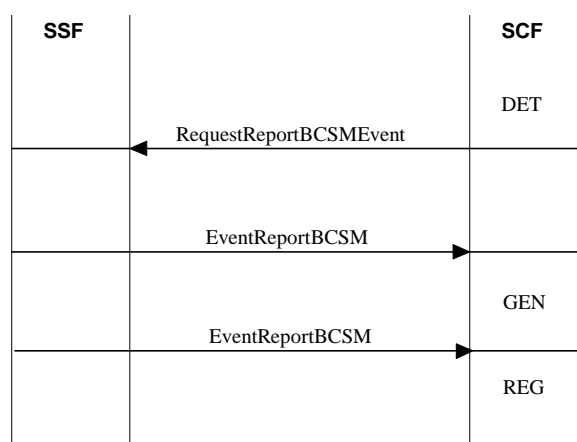 SSF SCF
DET
RequestReportBCSMEvent
EventReportBCSM
GEN
EventReportBCSM
REG